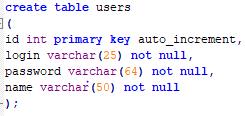 create table users
(
id int primary key auto_increment,
login varchar(25) not null,
password varchar(64) not null,
name varchar(50) not null
);